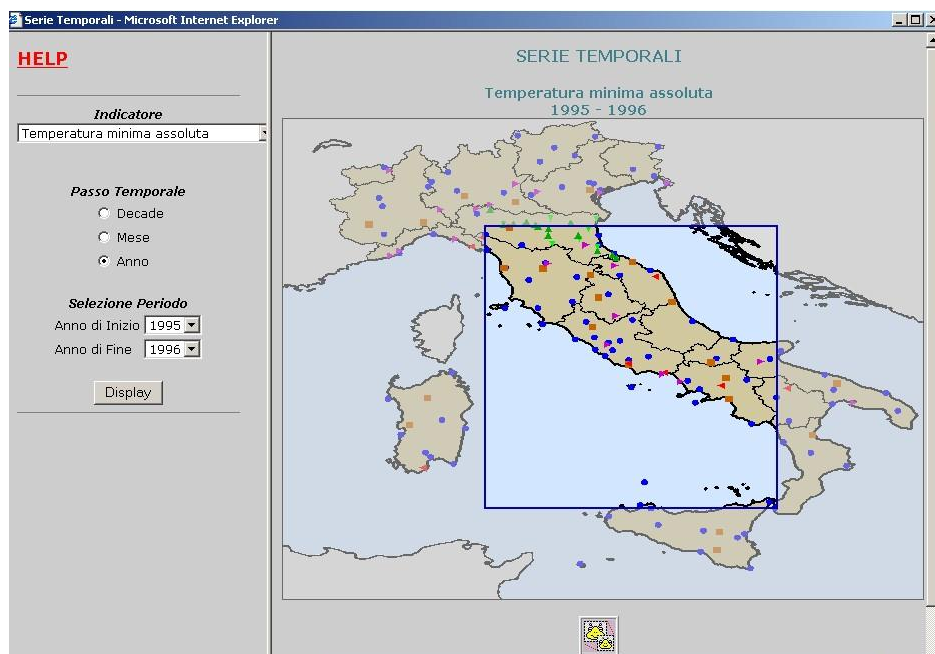 Serie Temporali - Microsoft Internet Explorer
HELP
Indicatore
Temperatura minima assoluta
Passo Temporale
Decade
Mese
Anno
Selezione Periodo
Anno di Inizio 1995
Anno di Fine 1996
Display
SERIE TEMPORALI
Temperatura minima assoluta
1995 - 1996